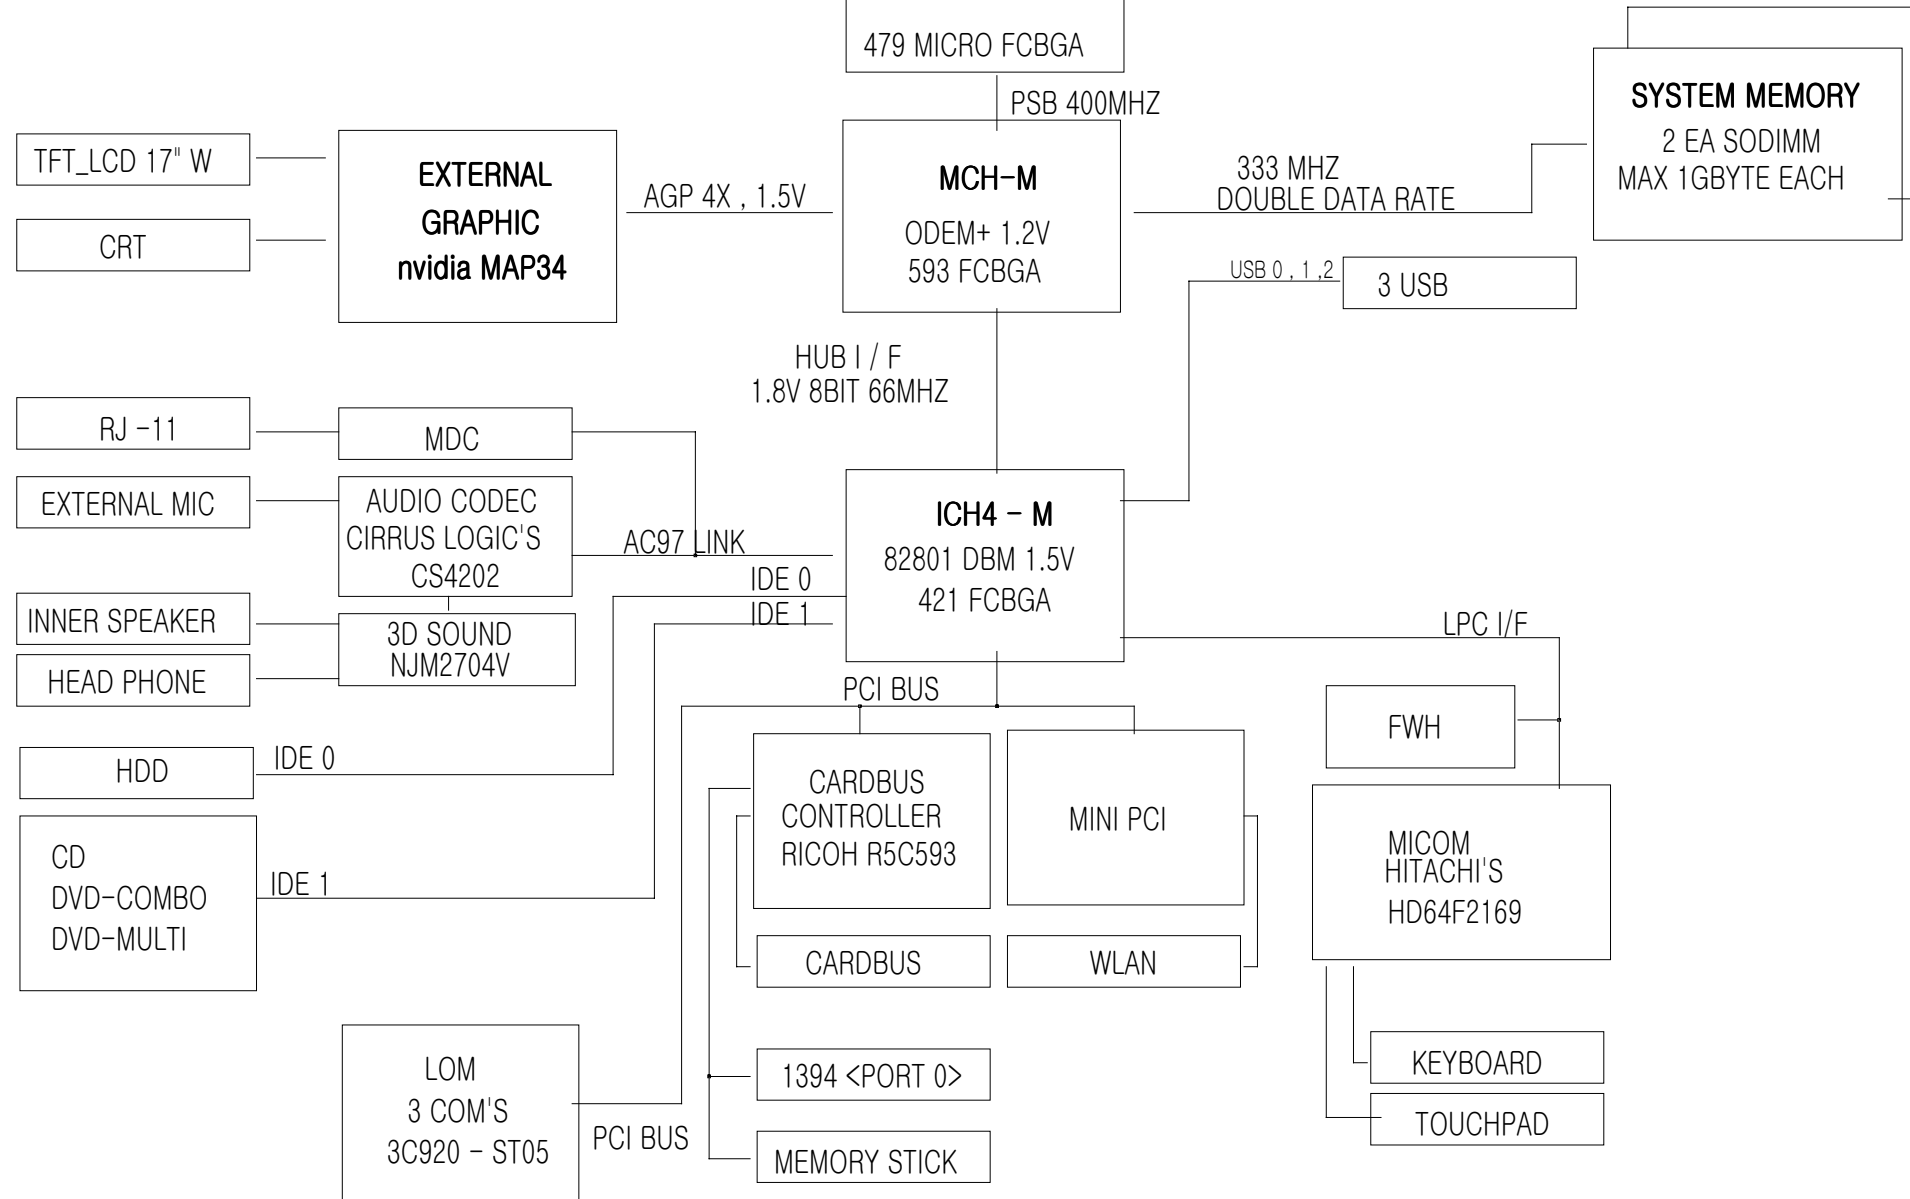 479 MICRO FCBGA
PSB 400MHZ
SYSTEM MEMORY
2 EA SODIMM
MAX 1GBYTE EACH
TFT_LCD 17" W
CRT
EXTERNAL
GRAPHIC
nvidia MAP34
AGP 4X , 1.5V
MCH-M
ODEM+ 1.2V
593 FCBGA
333 MHZ
DOUBLE DATA RATE
USB 0 , 1 ,2
3 USB
HUB I / F
1.8V 8BIT 66MHZ
RJ -11
MDC
EXTERNAL MIC
AUDIO CODEC
CIRRUS LOGIC'S
CS4202
AC97 LINK
IDE 0
IDE 1
ICH4 - M
82801 DBM 1.5V
421 FCBGA
INNER SPEAKER
HEAD PHONE
3D SOUND
NJM2704V
LPC I/F
PCI BUS
FWH
HDD
IDE 0
CD
DVD-COMBO
DVD-MULTI
IDE 1
CARDBUS
CONTROLLER
RICOH R5C593
MINI PCI
MICOM
HITACHI'S
HD64F2169
CARDBUS
WLAN
LOM
3 COM'S
3C920 - ST05
PCI BUS
1394 <PORT 0>
MEMORY STICK
KEYBOARD
TOUCHPAD